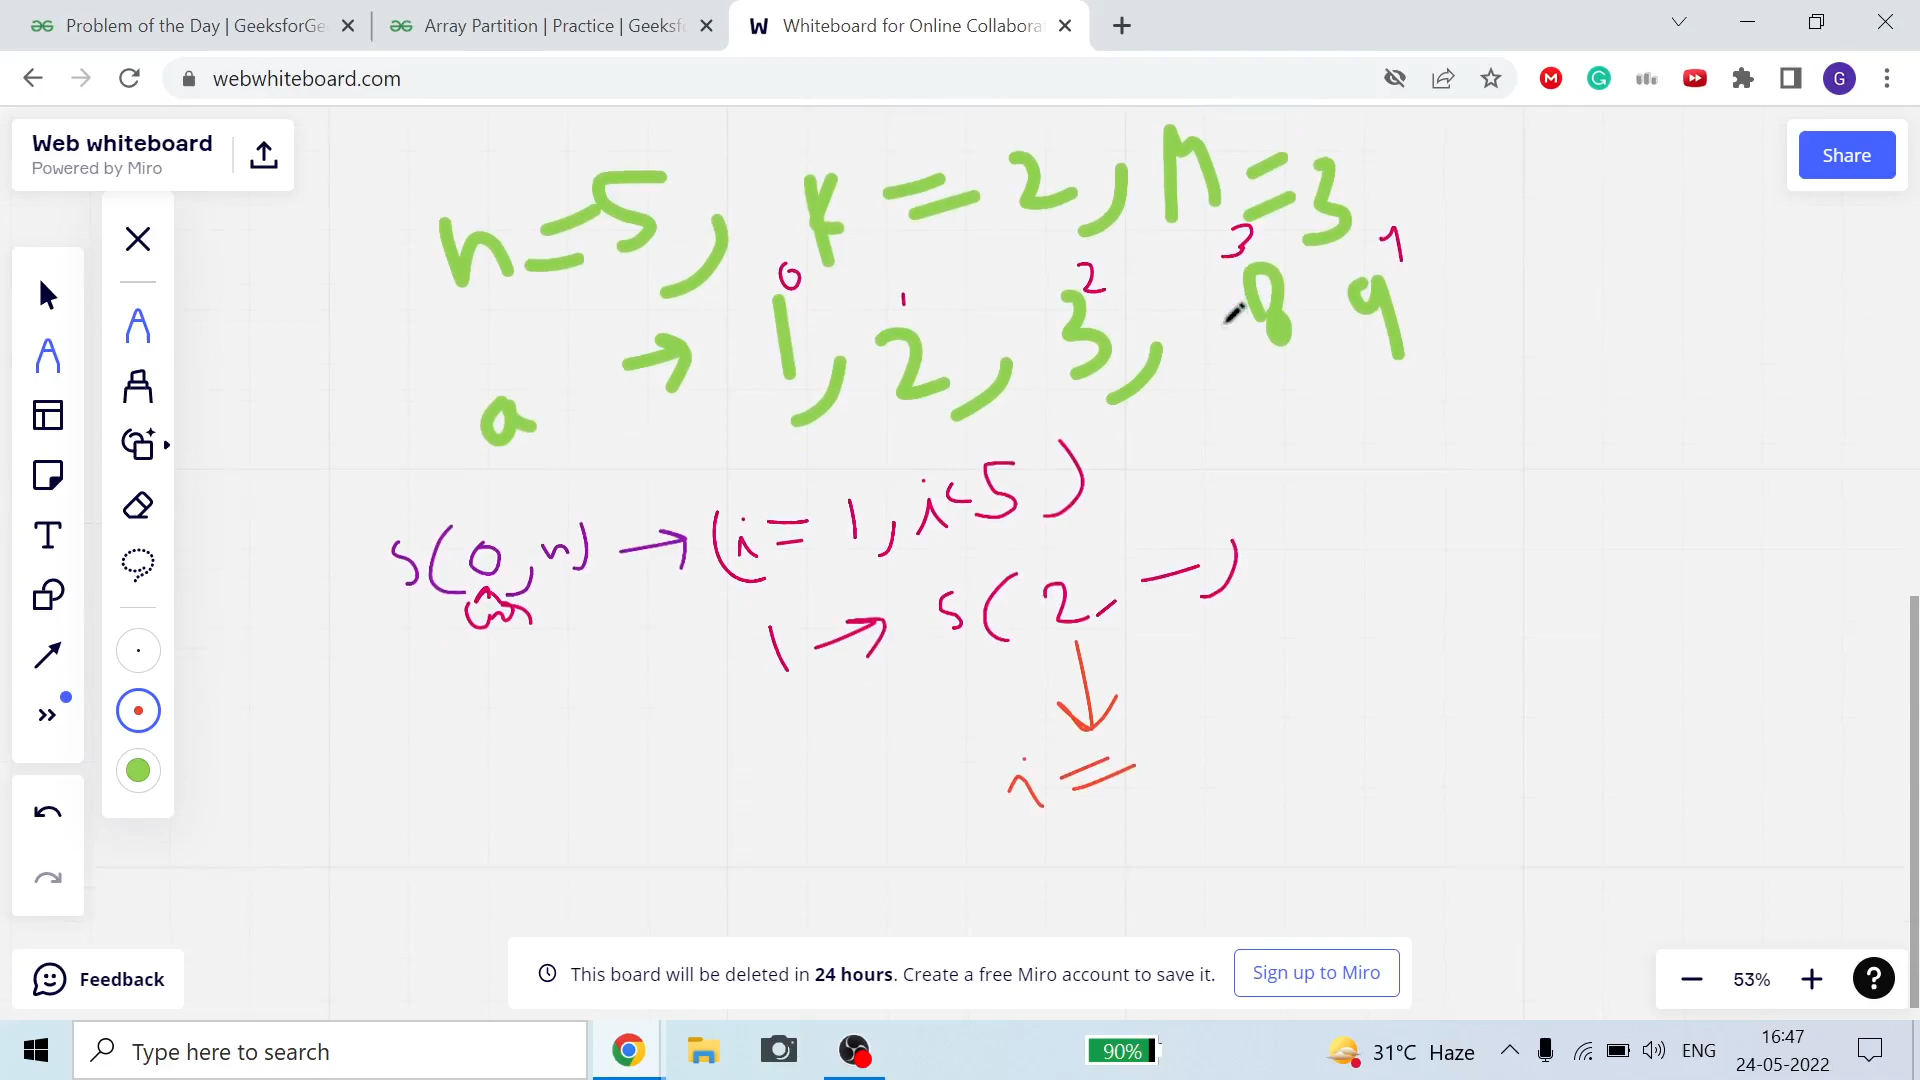 Problem of the Day | GeeksforGe
Array Partition | Practice | Geeksfo
Whiteboard for Online Collabora
webwhiteboard.com
G
Web whiteboard
Powered by Miro
Share
n=5, k=2, M=3
0 1 2 3 1
→ 1, 2, 3, 8 9
a
s(0,n) → (i=1, i<5)
1 → s(2, —)
i =
T
Feedback
This board will be deleted in 24 hours. Create a free Miro account to save it.
Sign up to Miro
53%
?
Type here to search
90%
31°C Haze
ENG
16:47
24-05-2022